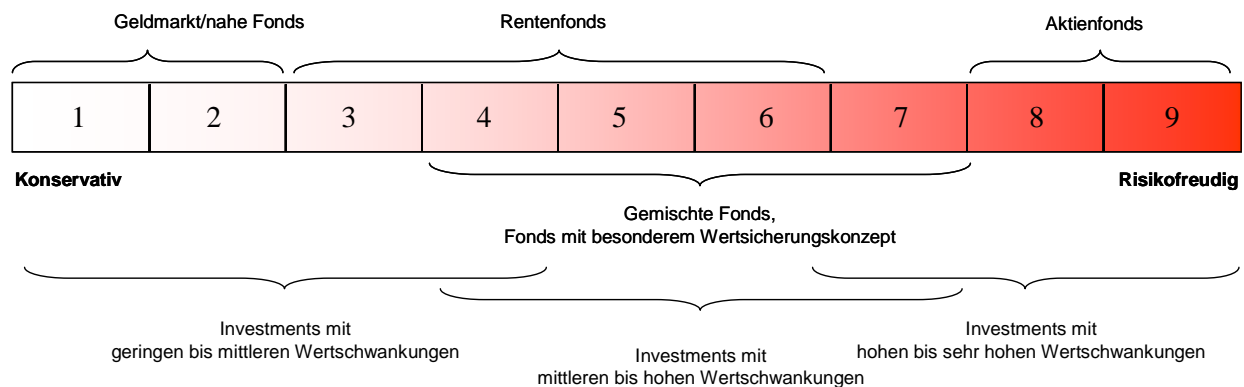 Geldmarkt/nahe Fonds
Rentenfonds
Aktienfonds
1 2 3 4 5 6 7 8 9
Konservativ
Risikofreudig
Gemischte Fonds,
Fonds mit besonderem Wertsicherungskonzept
Investments mit
geringen bis mittleren Wertschwankungen
Investments mit
mittleren bis hohen Wertschwankungen
Investments mit
hohen bis sehr hohen Wertschwankungen